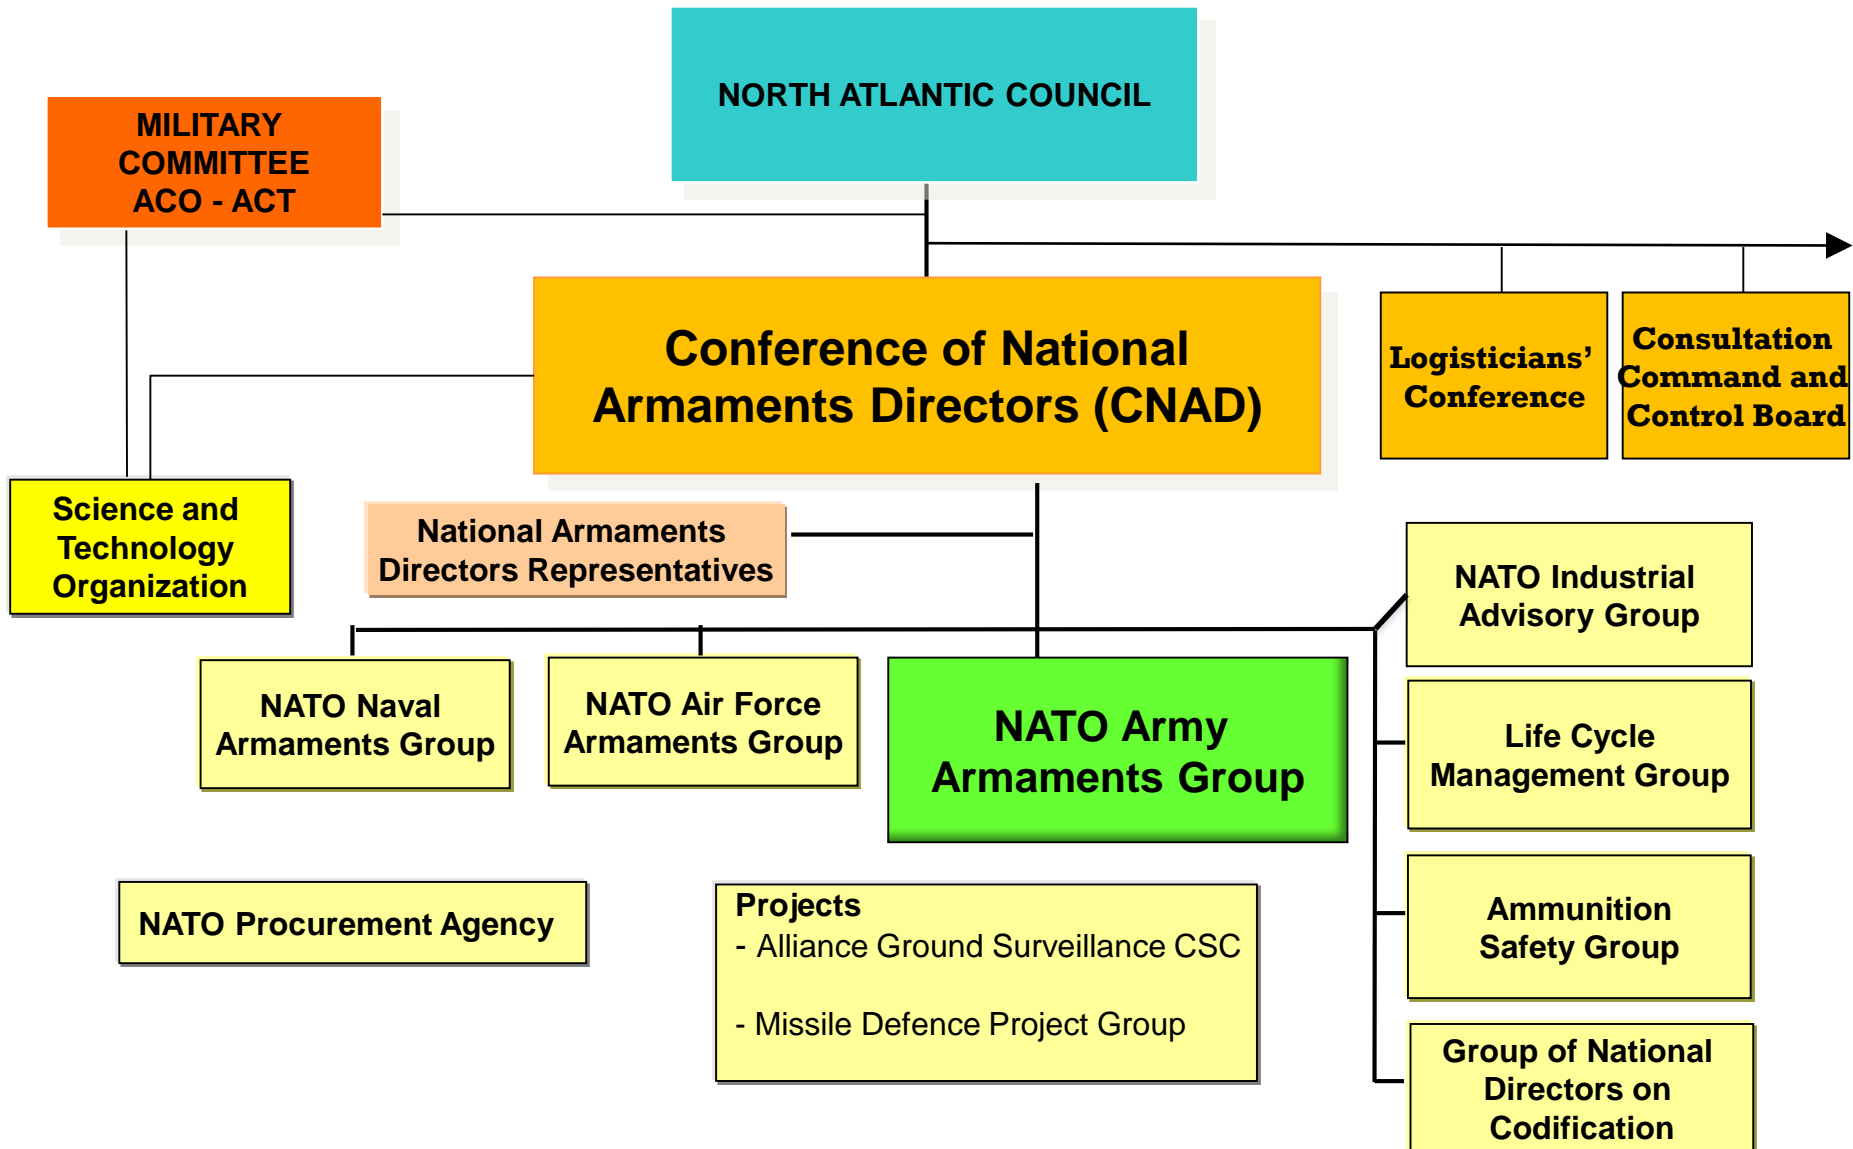 NORTH ATLANTIC COUNCIL
MILITARY
COMMITTEE
ACO - ACT
Conference of National
Armaments Directors (CNAD)
Logisticians’
Conference
Consultation
Command and
Control Board
Science and
Technology
Organization
National Armaments
Directors Representatives
NATO Industrial
Advisory Group
NATO Naval
Armaments Group
NATO Air Force
Armaments Group
NATO Army
Armaments Group
Life Cycle
Management Group
NATO Procurement Agency
Projects
- Alliance Ground Surveillance CSC
- Missile Defence Project Group
Ammunition
Safety Group
Group of National
Directors on
Codification